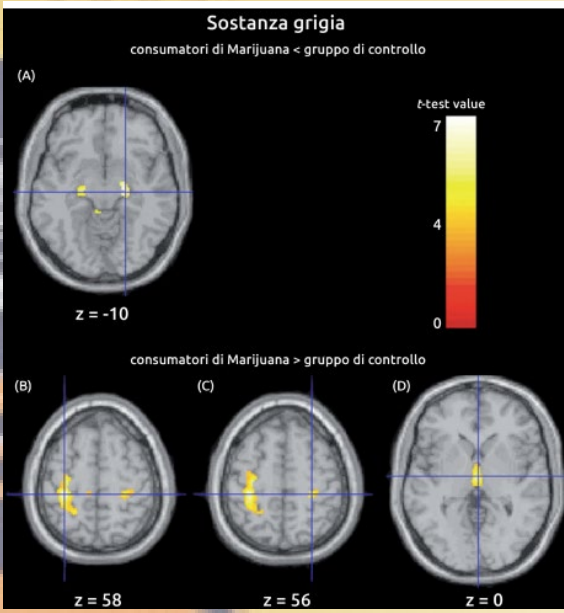 Sostanza grigia
consumatori di Marijuana < gruppo di controllo
(A)
t-test value
7
4
0
z = -10
consumatori di Marijuana > gruppo di controllo
(B)
(C)
(D)
z = 58
z = 56
z = 0